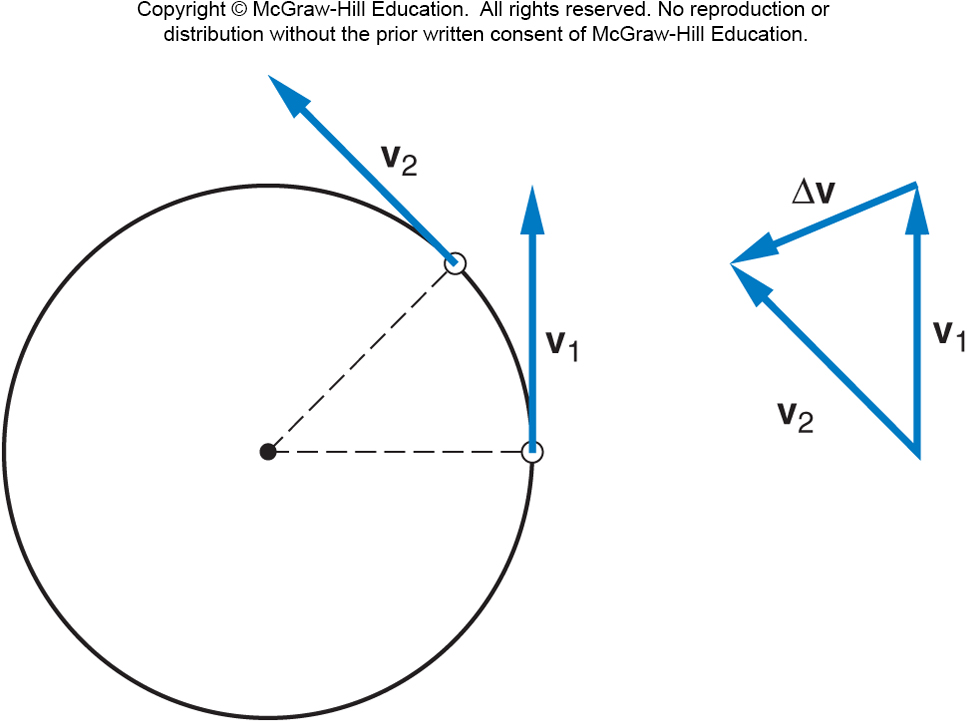 Copyright © McGraw-Hill Education.  All rights reserved. No reproduction or
distribution without the prior written consent of McGraw-Hill Education.
v₂
Δv
v₁
v₁
v₂